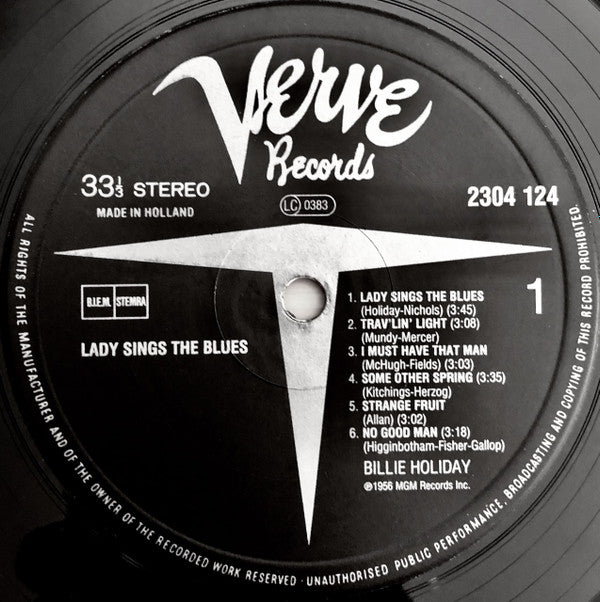 Verve
Records
33⅓ STEREO
MADE IN HOLLAND
LC 0383
2304 124
B.I.E.M. STEMRA
LADY SINGS THE BLUES
1
1. LADY SINGS THE BLUES
(Holiday-Nichols) (3:45)
2. TRAV'LIN' LIGHT (3:08)
(Mundy-Mercer)
3. I MUST HAVE THAT MAN
(McHugh-Fields) (3:03)
4. SOME OTHER SPRING (3:35)
(Kitchings-Herzog)
5. STRANGE FRUIT
(Allan) (3:02)
6. NO GOOD MAN (3:18)
(Higginbotham-Fisher-Gallop)
BILLIE HOLIDAY
℗1956 MGM Records Inc.
ALL RIGHTS OF THE MANUFACTURER AND OF THE OWNER OF THE RECORDED WORK RESERVED · UNAUTHORISED PUBLIC PERFORMANCE, BROADCASTING AND COPYING OF THIS RECORD PROHIBITED.